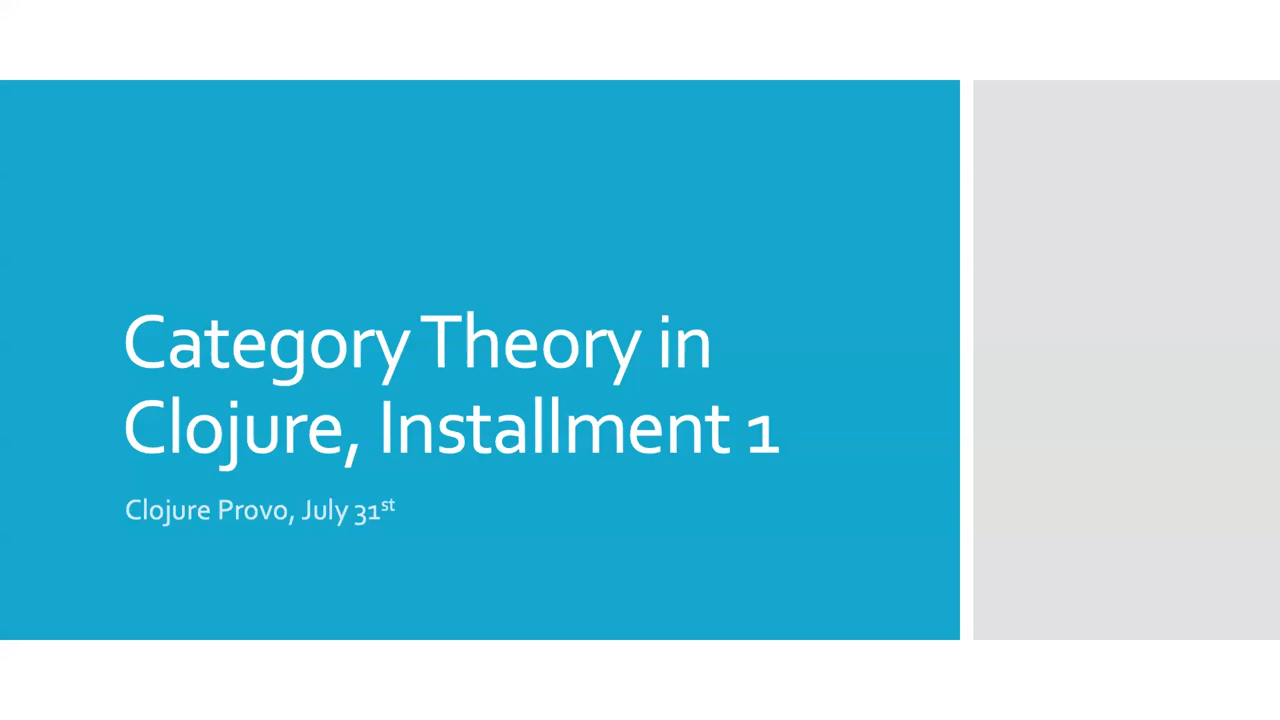 Category Theory in
Clojure, Installment 1
Clojure Provo, July 31st